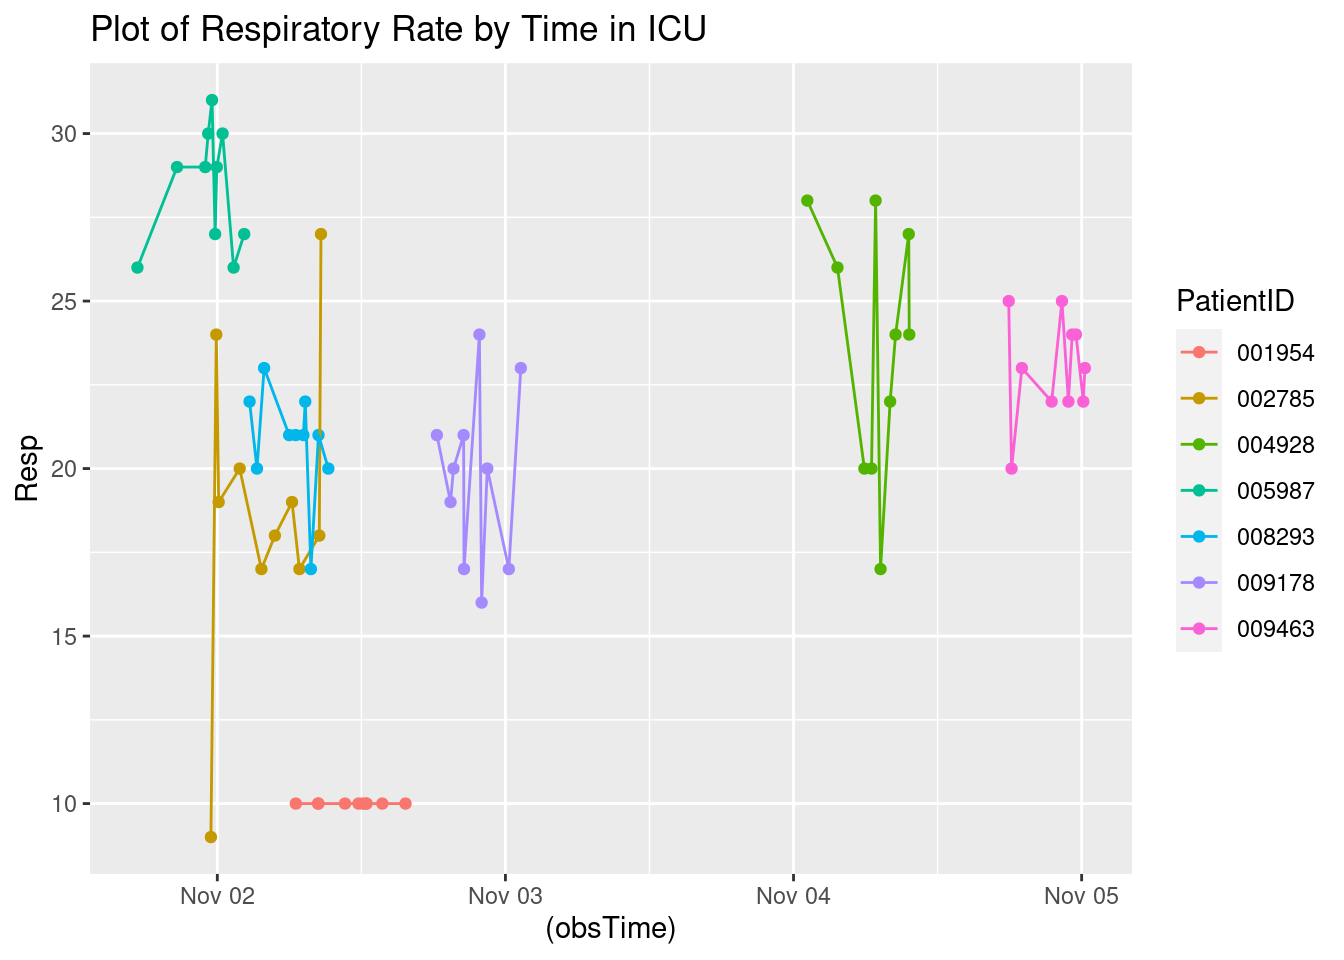 Plot of Respiratory Rate by Time in ICU
Resp
30
25
20
15
10
Nov 02
Nov 03
Nov 04
Nov 05
(obsTime)
PatientID
001954
002785
004928
005987
008293
009178
009463